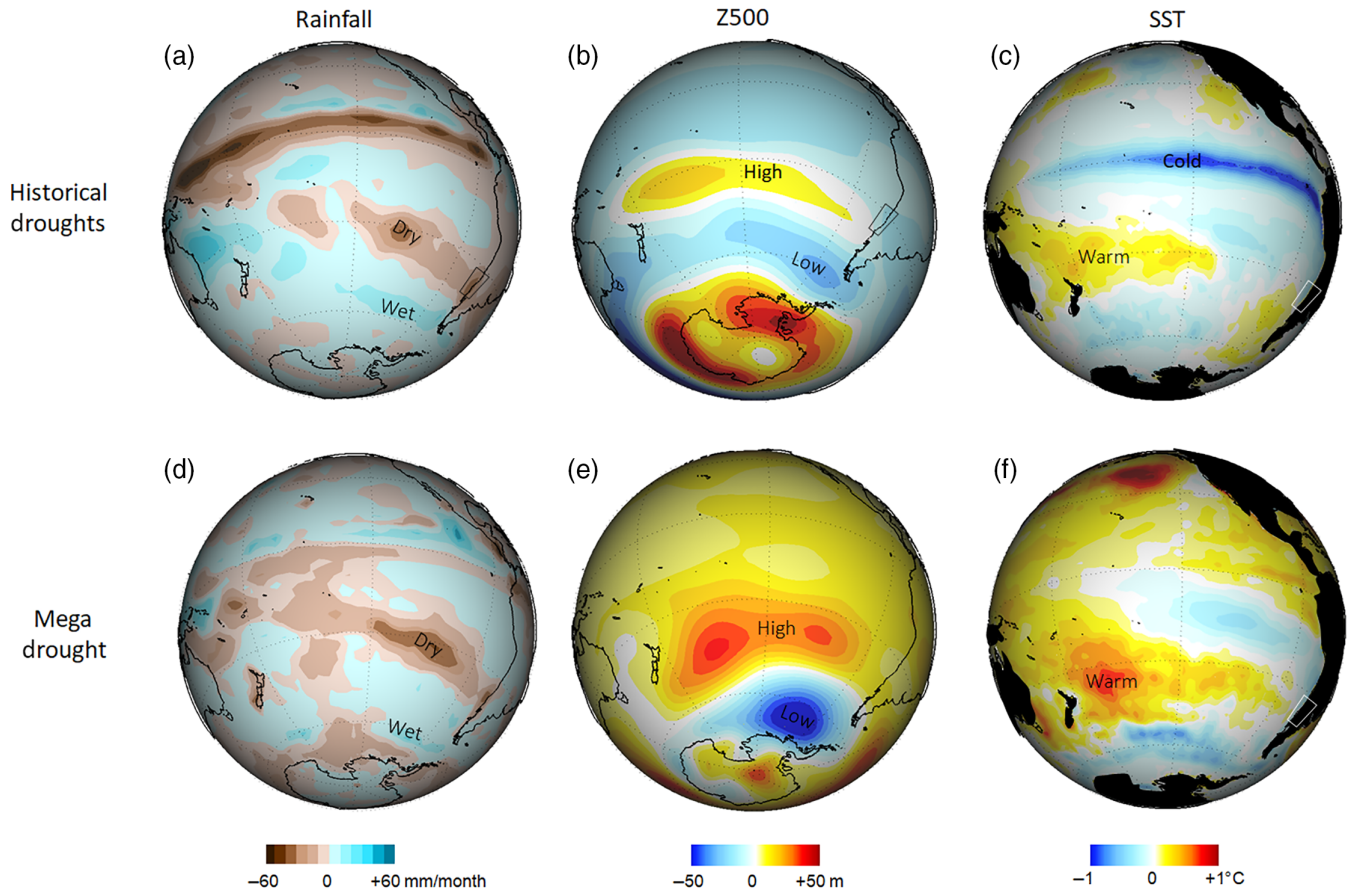 Rainfall
Z500
SST
(a)
(b)
(c)
Historical
droughts
Dry
Wet
High
Low
Cold
Warm
(d)
(e)
(f)
Mega
drought
Dry
Wet
High
Low
Warm
–60 0 +60 mm/month
–50 0 +50 m
–1 0 +1°C